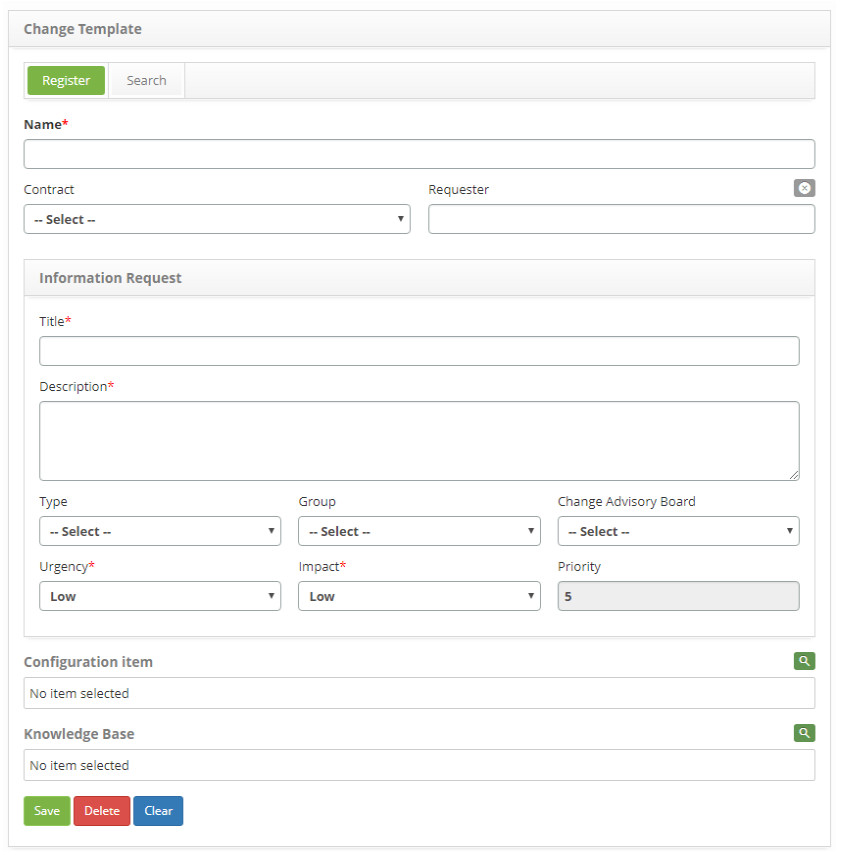 Change Template
Register Search
Name*
Contract Requester
-- Select --
Information Request
Title*
Description*
Type Group Change Advisory Board
-- Select -- -- Select -- -- Select --
Urgency* Impact* Priority
Low Low 5
Configuration item
No item selected
Knowledge Base
No item selected
Save Delete Clear